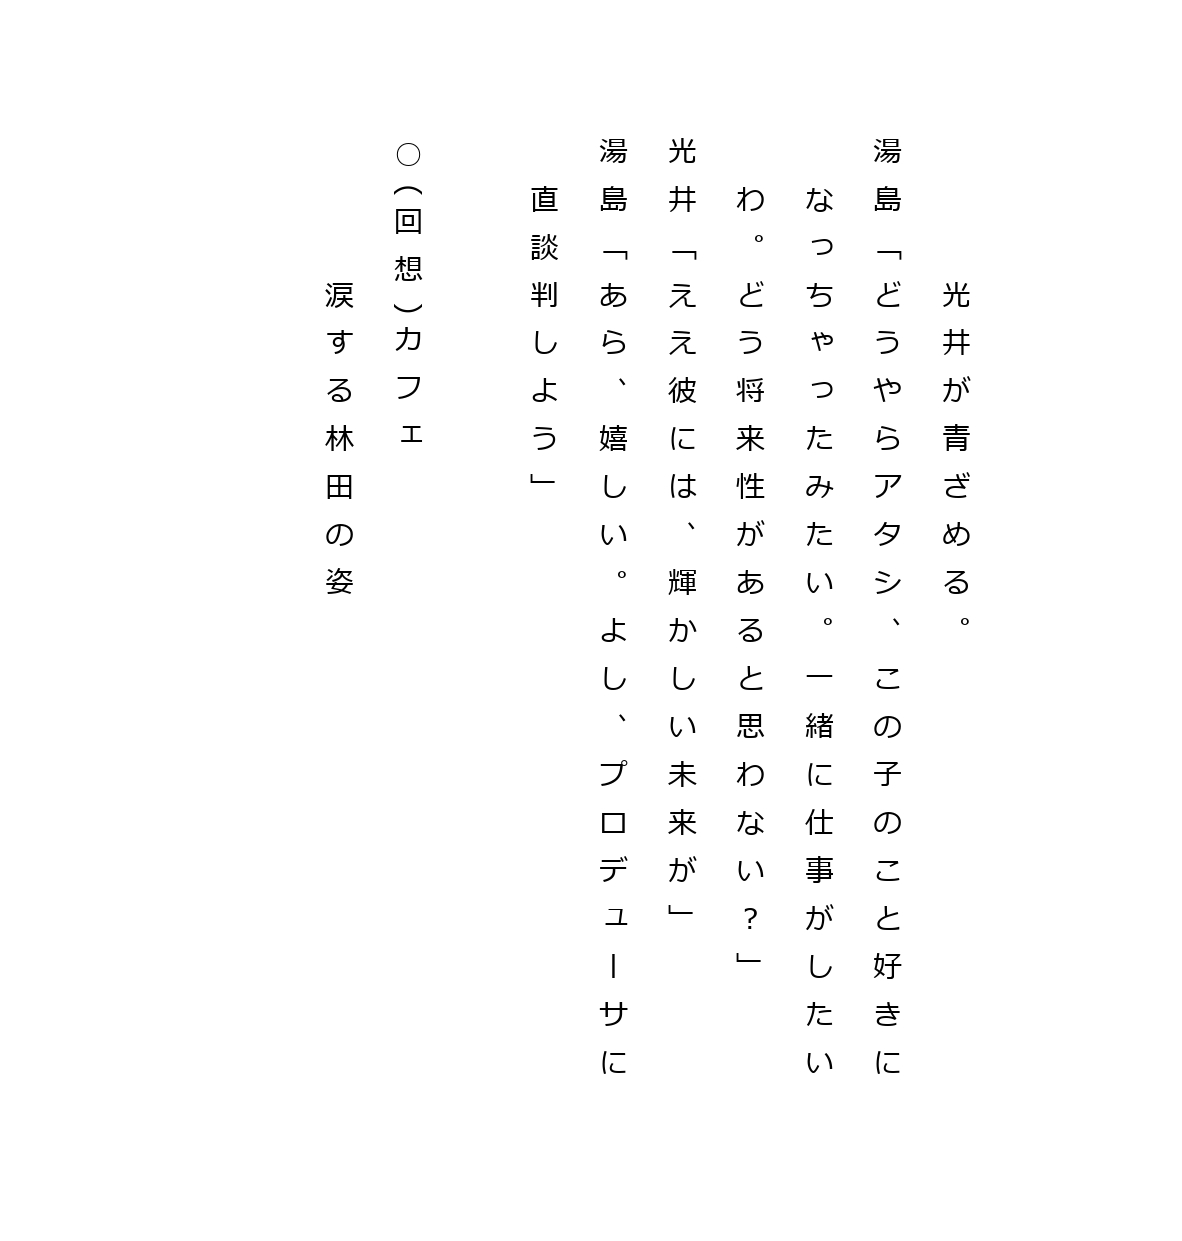 光井が青ざめる。
湯島「どうやらアタシ、この子のこと好きに
なっちゃったみたい。一緒に仕事がしたい
わ。どう将来性があると思わない？」
光井「ええ彼には、輝かしい未来が」
湯島「あら、嬉しい。よし、プロデューサに
直談判しよう」
○（回想）カフェ
涙する林田の姿